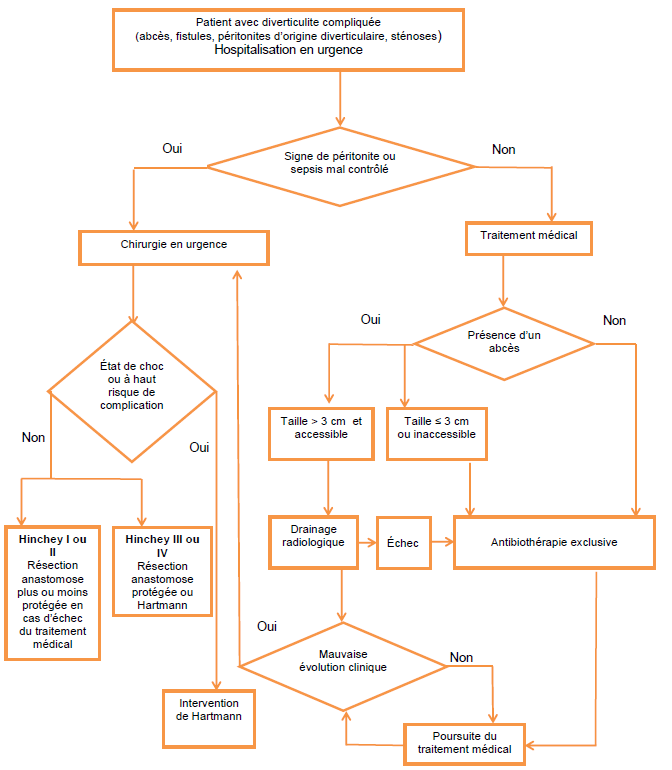 Patient avec diverticulite compliquée
(abcès, fistules, péritonites d'origine diverticulaire, sténoses)
Hospitalisation en urgence
Oui
Non
Signe de péritonite ou
sepsis mal contrôlé
Chirurgie en urgence
Traitement médical
Oui
Non
Présence d'un
abcès
État de choc
ou à haut
risque de
complication
Taille > 3 cm et
accessible
Taille ≤ 3 cm
ou inaccessible
Non
Oui
Hinchey I ou
II
Résection
anastomose
plus ou moins
protégée en
cas d'échec
du traitement
médical
Hinchey III ou
IV
Résection
anastomose
protégée ou
Hartmann
Drainage
radiologique
Échec
Antibiothérapie exclusive
Oui
Mauvaise
évolution clinique
Non
Intervention
de Hartmann
Poursuite du
traitement médical